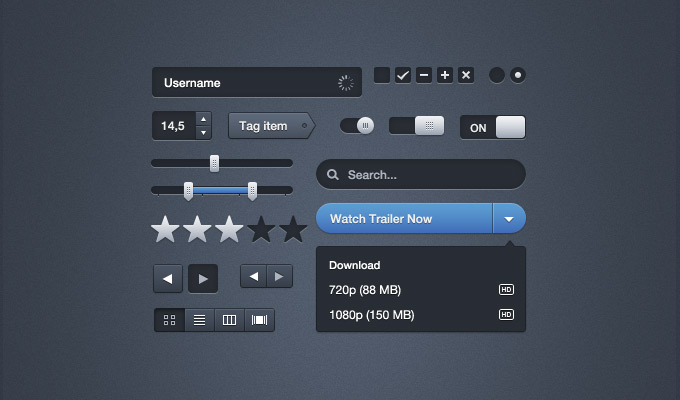 Username
14,5
Tag item
ON
Search...
Watch Trailer Now
Download
720p (88 MB)
HD
1080p (150 MB)
HD